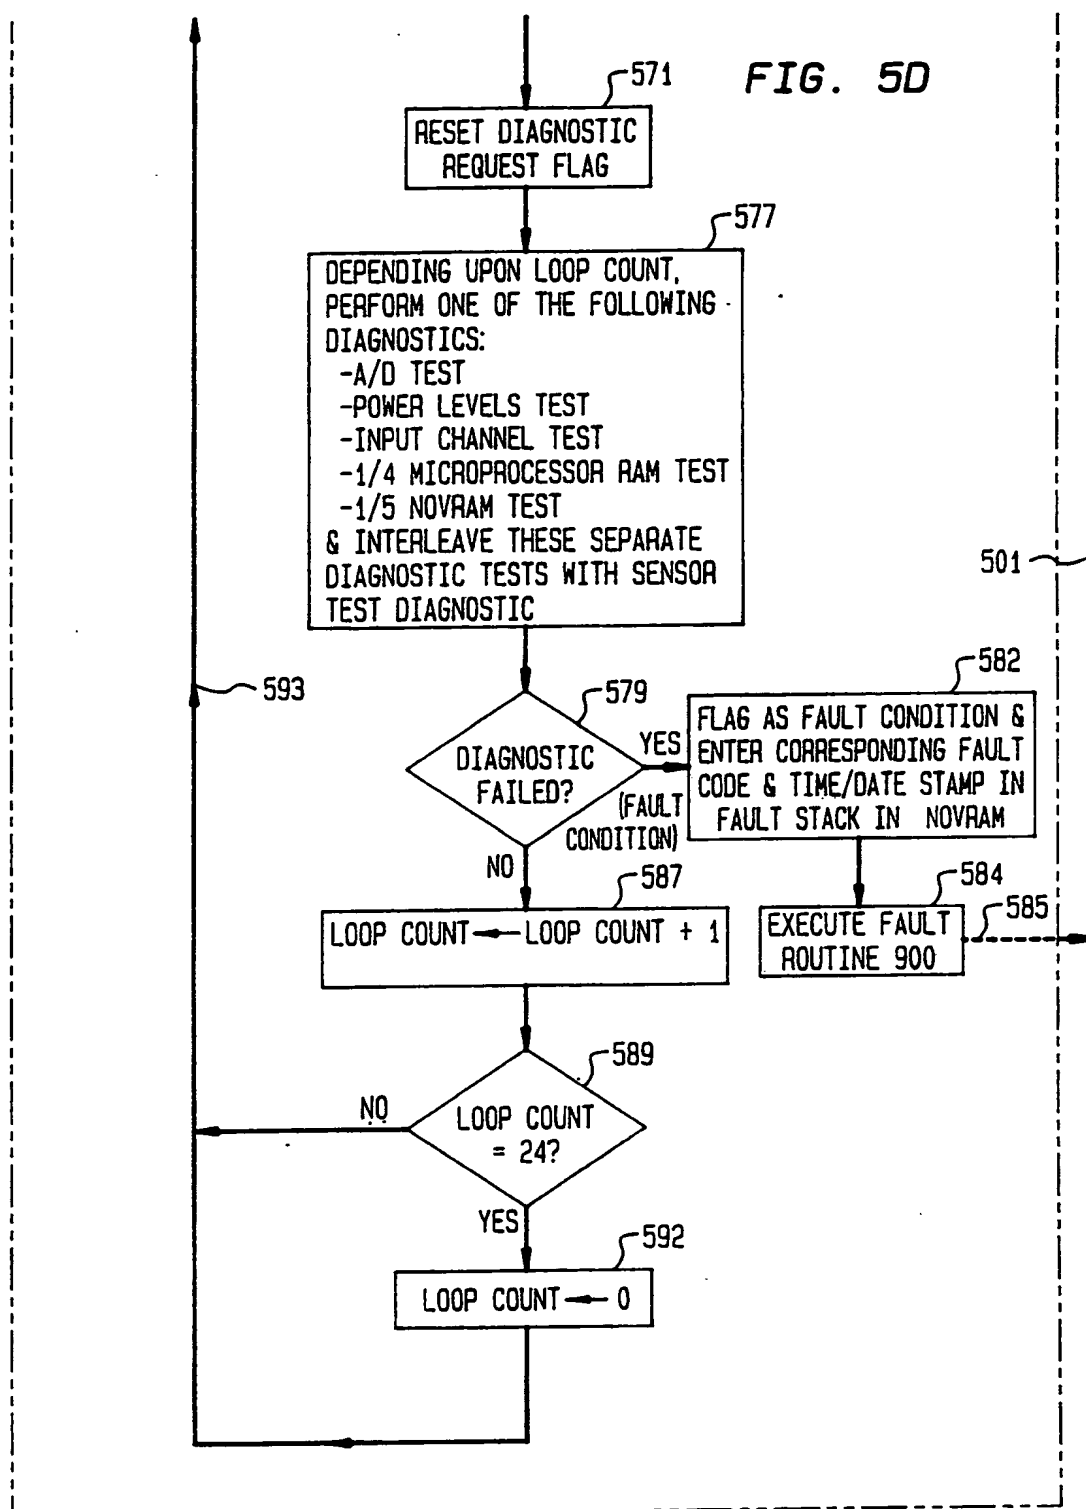 FIG. 5D
571
RESET DIAGNOSTIC
REQUEST FLAG
577
DEPENDING UPON LOOP COUNT,
PERFORM ONE OF THE FOLLOWING
DIAGNOSTICS:
-A/D TEST
-POWER LEVELS TEST
-INPUT CHANNEL TEST
-1/4 MICROPROCESSOR RAM TEST
-1/5 NOVRAM TEST
& INTERLEAVE THESE SEPARATE
DIAGNOSTIC TESTS WITH SENSOR
TEST DIAGNOSTIC
501
593
579
DIAGNOSTIC
FAILED?
YES
(FAULT
CONDITION)
582
FLAG AS FAULT CONDITION &
ENTER CORRESPONDING FAULT
CODE & TIME/DATE STAMP IN
FAULT STACK IN NOVRAM
NO
587
LOOP COUNT ← LOOP COUNT + 1
584
EXECUTE FAULT
ROUTINE 900
585
589
LOOP COUNT
= 24?
NO
YES
592
LOOP COUNT ← 0